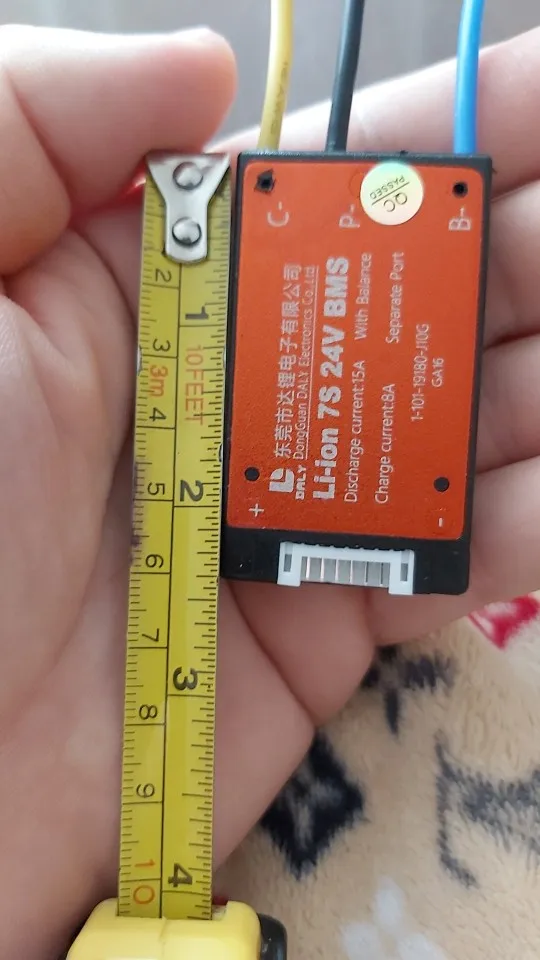 C-
P-
B-
QC
PASSED
东莞市达锂电子有限公司
DALY
DongGuan DALY Electronics Co.,Ltd
Li-ion 7S 24V BMS
Discharge current:15A With Balance
Charge current:8A Separate Port
1-101-19180-J10G
GA16
+
-
1
2
3
4
10FEET
3m
2
3
4
5
6
7
8
9
10